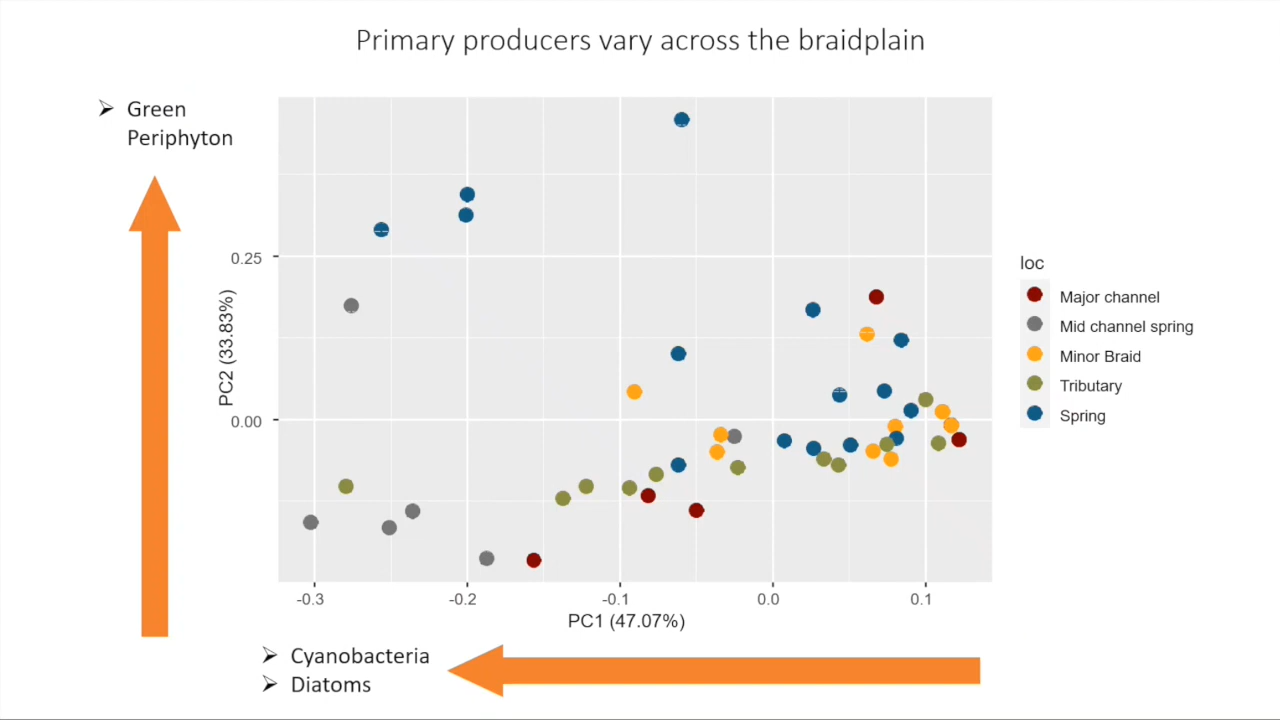 Primary producers vary across the braidplain
➢ Green
Periphyton
0.25
0.00
PC2 (33.83%)
-0.3 -0.2 -0.1 0.0 0.1
PC1 (47.07%)
loc
Major channel
Mid channel spring
Minor Braid
Tributary
Spring
➢ Cyanobacteria
➢ Diatoms